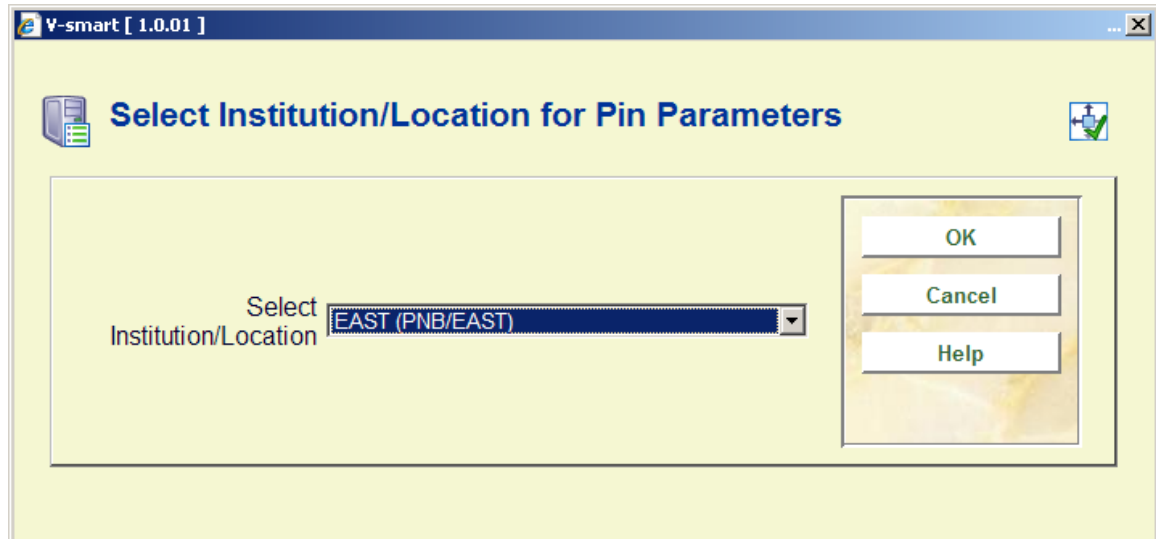 V-smart [ 1.0.01 ]
...
Select Institution/Location for Pin Parameters
Select
Institution/Location
EAST (PNB/EAST)
OK
Cancel
Help